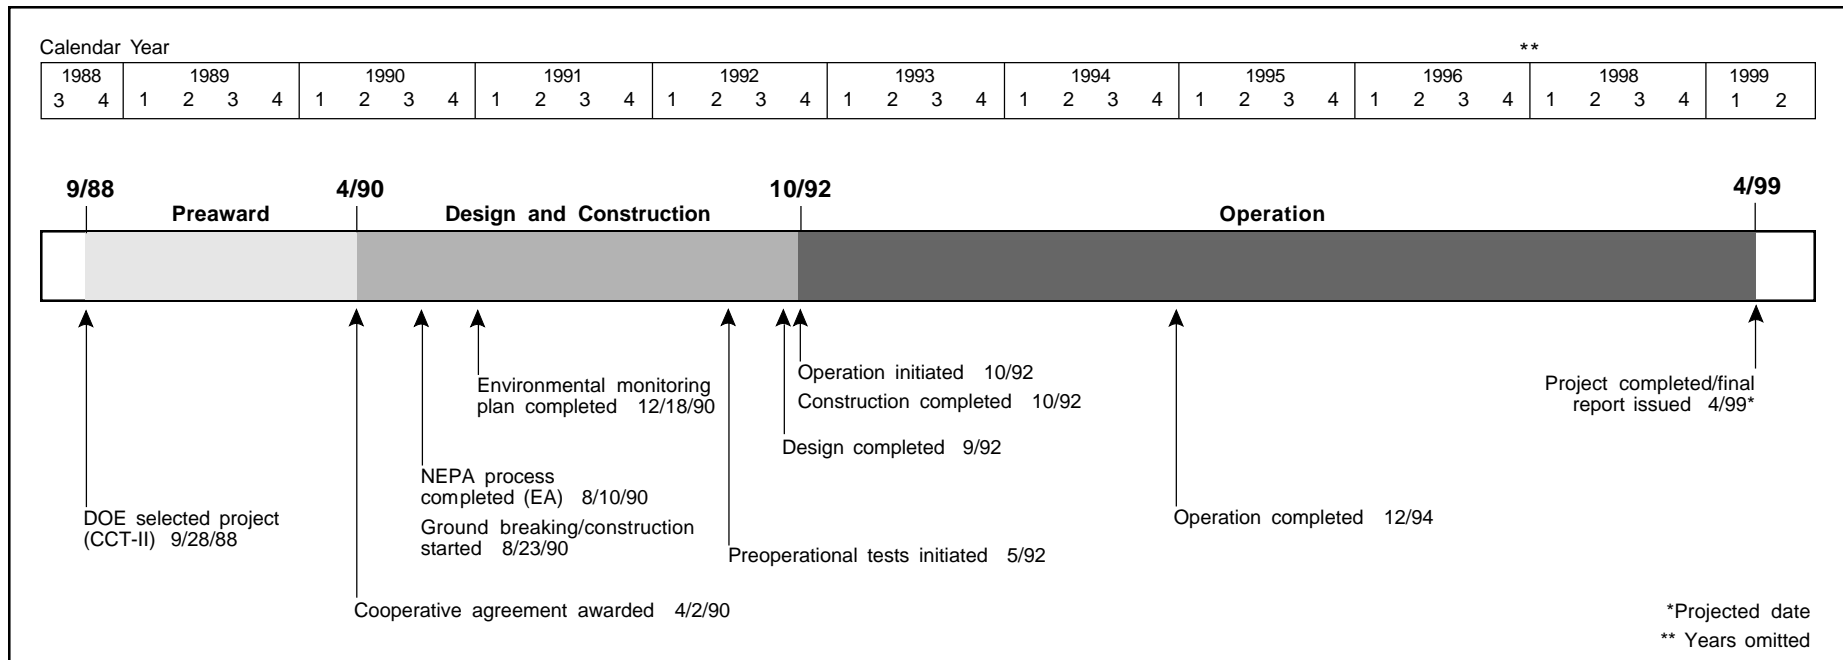 Calendar Year
**
1988 1989 1990 1991 1992 1993 1994 1995 1996 1998 1999
3 4 1 2 3 4 1 2 3 4 1 2 3 4 1 2 3 4 1 2 3 4 1 2 3 4 1 2 3 4 1 2 3 4 1 2 3 4 1 2
9/88 4/90 10/92 4/99
Preaward Design and Construction Operation
Environmental monitoring
plan completed 12/18/90
Operation initiated 10/92
Construction completed 10/92
Project completed/final
report issued 4/99*
Design completed 9/92
NEPA process
completed (EA) 8/10/90
Ground breaking/construction
started 8/23/90
DOE selected project
(CCT-II) 9/28/88
Operation completed 12/94
Preoperational tests initiated 5/92
Cooperative agreement awarded 4/2/90
*Projected date
** Years omitted